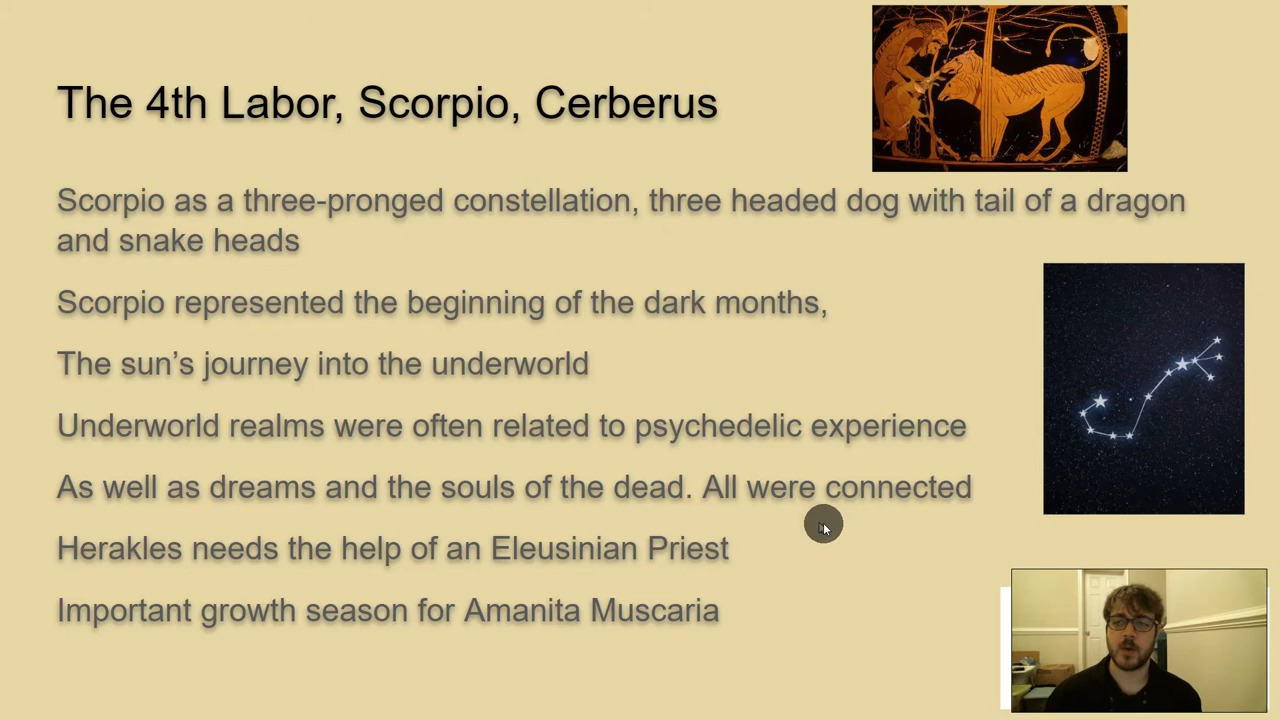 The 4th Labor, Scorpio, Cerberus
Scorpio as a three-pronged constellation, three headed dog with tail of a dragon
and snake heads
Scorpio represented the beginning of the dark months,
The sun’s journey into the underworld
Underworld realms were often related to psychedelic experience
As well as dreams and the souls of the dead. All were connected
Herakles needs the help of an Eleusinian Priest
Important growth season for Amanita Muscaria